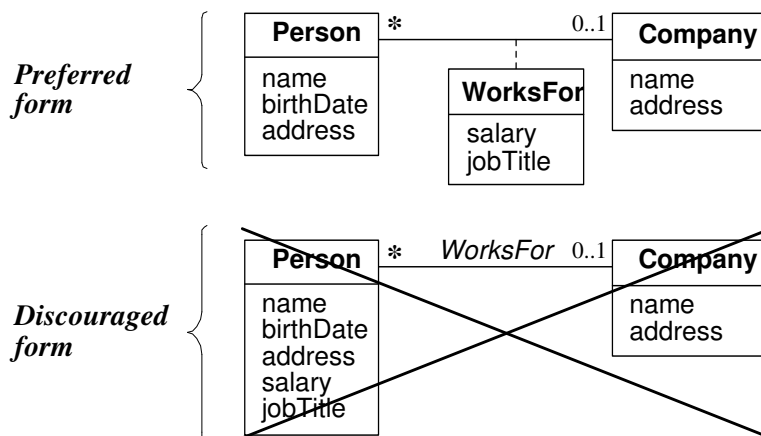 Preferred
form
Person
name
birthDate
address
*
0..1
WorksFor
salary
jobTitle
Company
name
address
Discouraged
form
Person
name
birthDate
address
salary
jobTitle
*
WorksFor
0..1
Company
name
address